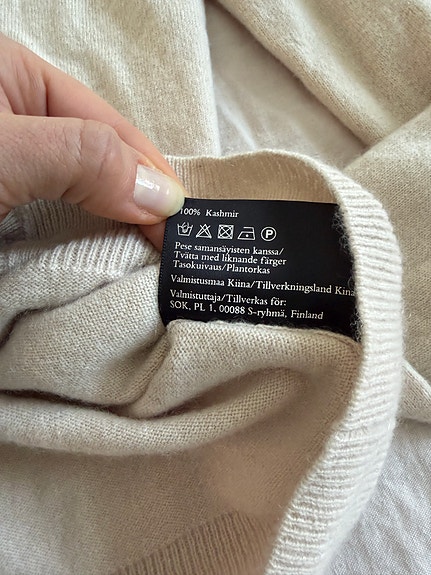 100% Kashmir
P
Pese samansävyisten kanssa/
Tvätta med liknande färger
Tasokuivaus/Plantorkas
Valmistusmaa Kiina/Tillverkningsland Kina
Valmistuttaja/Tillverkas för:
SOK, PL 1, 00088 S-ryhmä, Finland